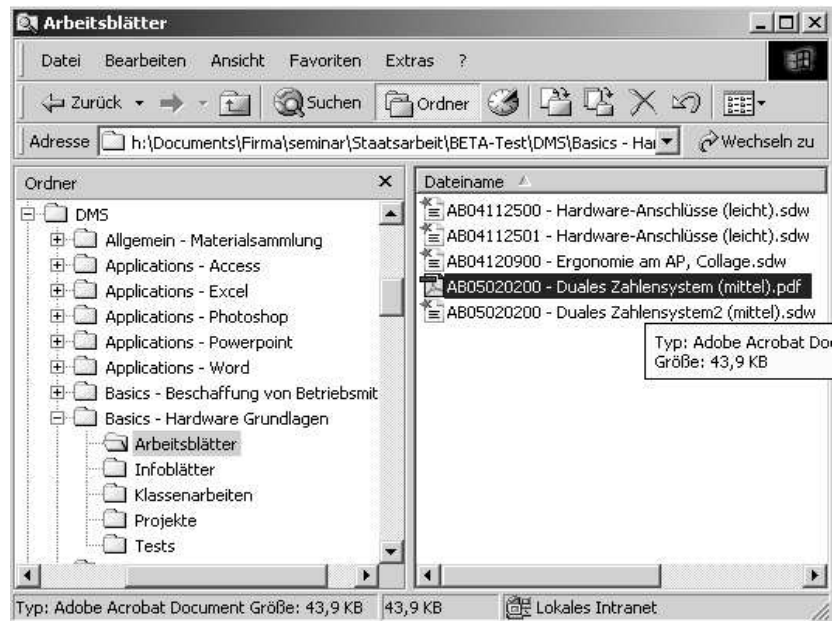 Arbeitsblätter
Datei Bearbeiten Ansicht Favoriten Extras ?
Zurück Suchen Ordner
Adresse h:\Documents\Firma\seminar\Staatsarbeit\BETA-Test\DMS\Basics - Har Wechseln zu
Ordner
DMS
Allgemein - Materialsammlung
Applications - Access
Applications - Excel
Applications - Photoshop
Applications - Powerpoint
Applications - Word
Basics - Beschaffung von Betriebsmit
Basics - Hardware Grundlagen
Arbeitsblätter
Infoblätter
Klassenarbeiten
Projekte
Tests
Dateiname
AB04112500 - Hardware-Anschlüsse (leicht).sdw
AB04112501 - Hardware-Anschlüsse (leicht).sdw
AB04120900 - Ergonomie am AP, Collage.sdw
AB05020200 - Duales Zahlensystem (mittel).pdf
AB05020200 - Duales Zahlensystem2 (mittel).sdw
Typ: Adobe Acrobat Do
Größe: 43,9 KB
Typ: Adobe Acrobat Document Größe: 43,9 KB 43,9 KB Lokales Intranet